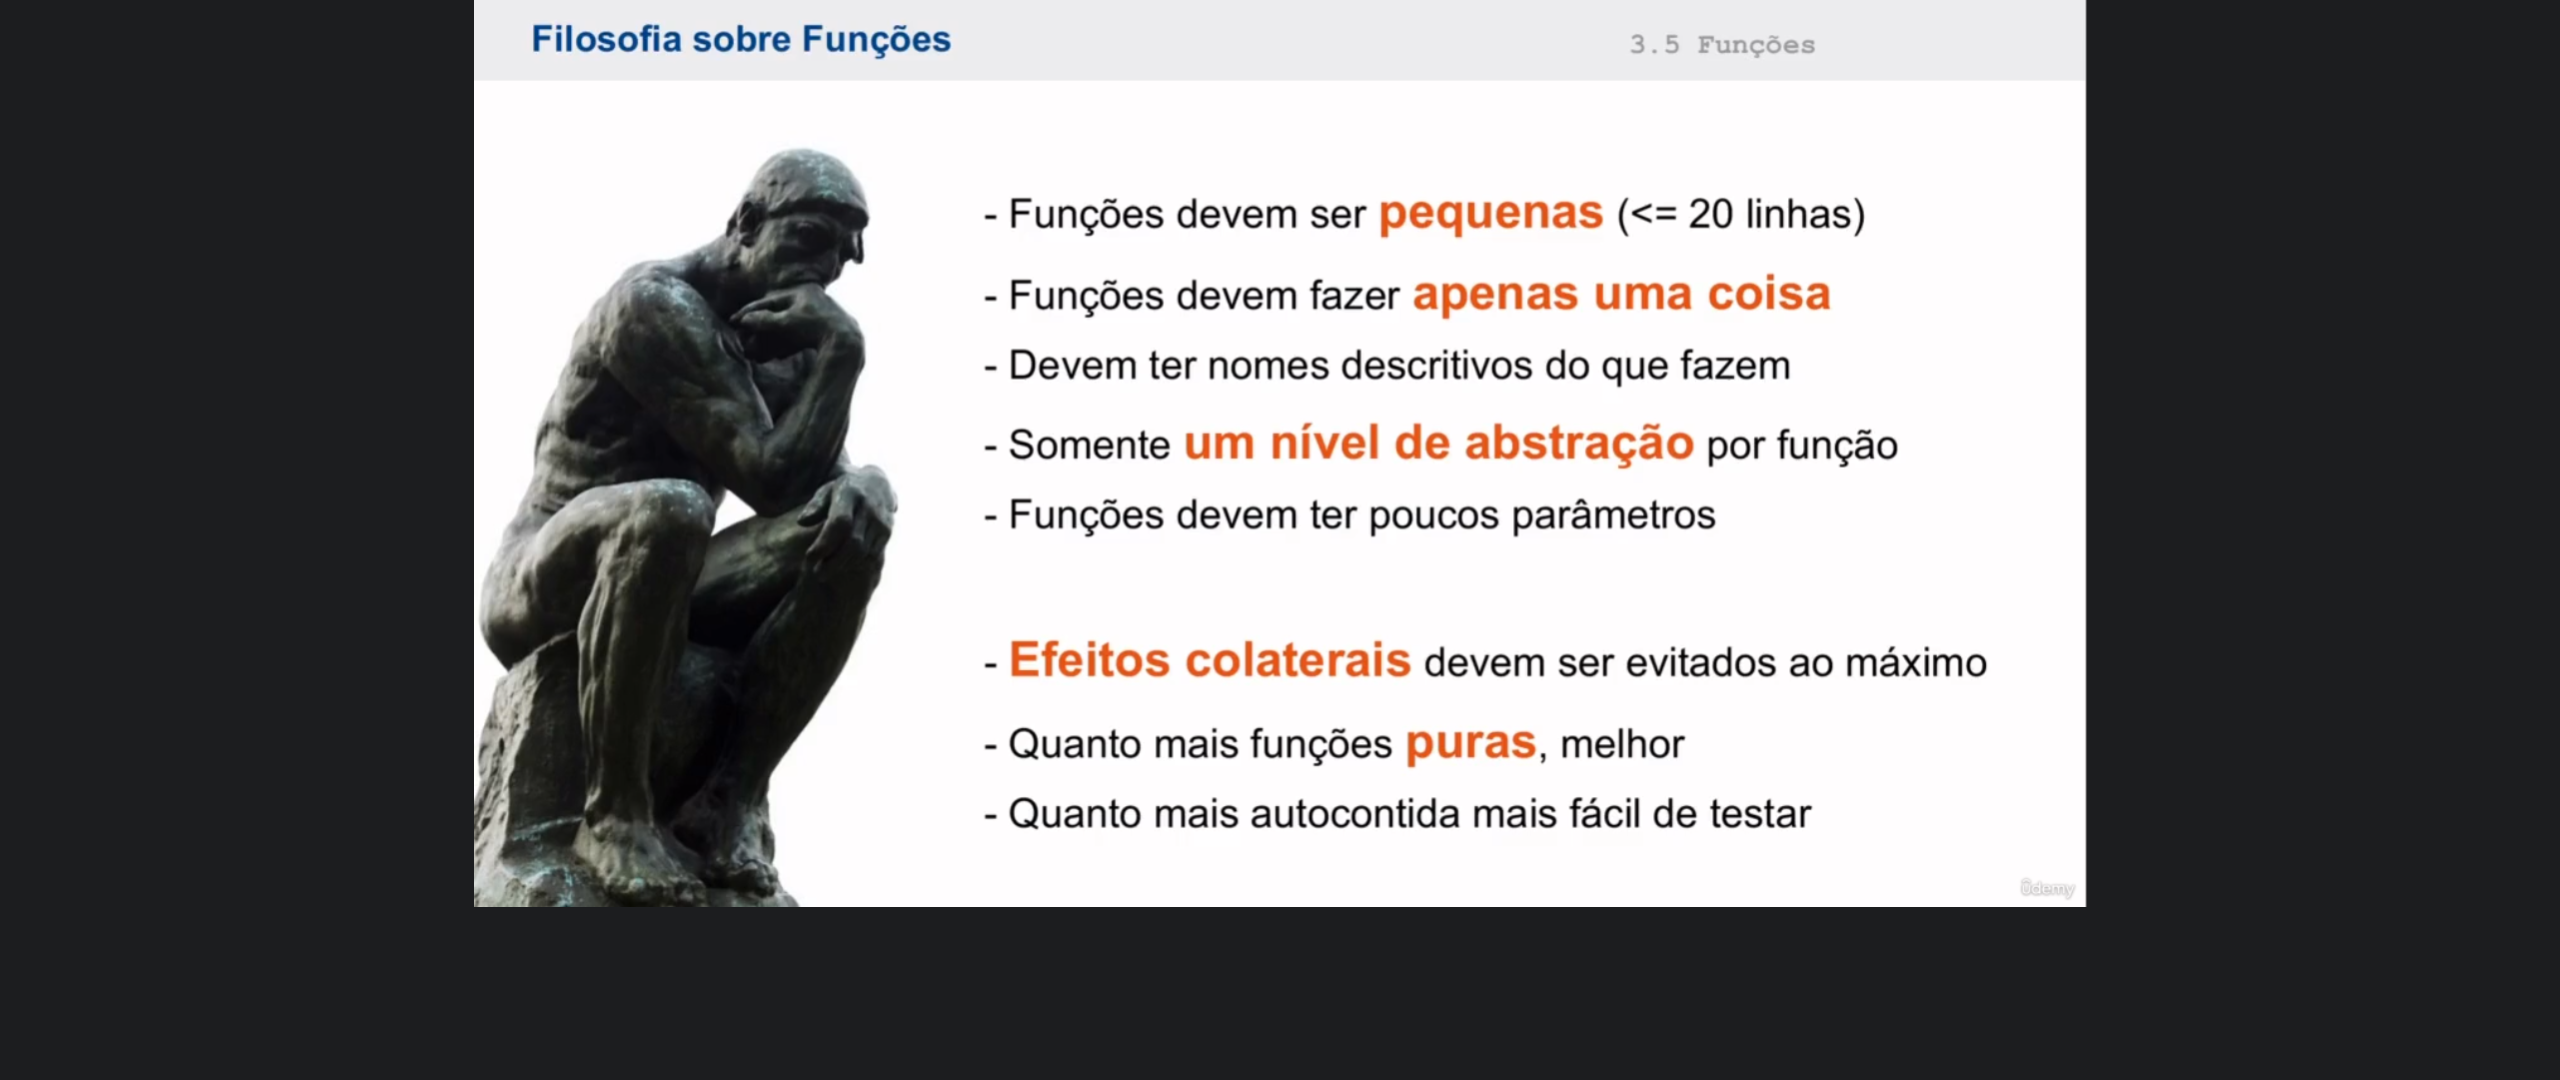 Filosofia sobre Funções
3.5 Funções
- Funções devem ser pequenas (<= 20 linhas)
- Funções devem fazer apenas uma coisa
- Devem ter nomes descritivos do que fazem
- Somente um nível de abstração por função
- Funções devem ter poucos parâmetros
- Efeitos colaterais devem ser evitados ao máximo
- Quanto mais funções puras, melhor
- Quanto mais autocontida mais fácil de testar
ûdemy